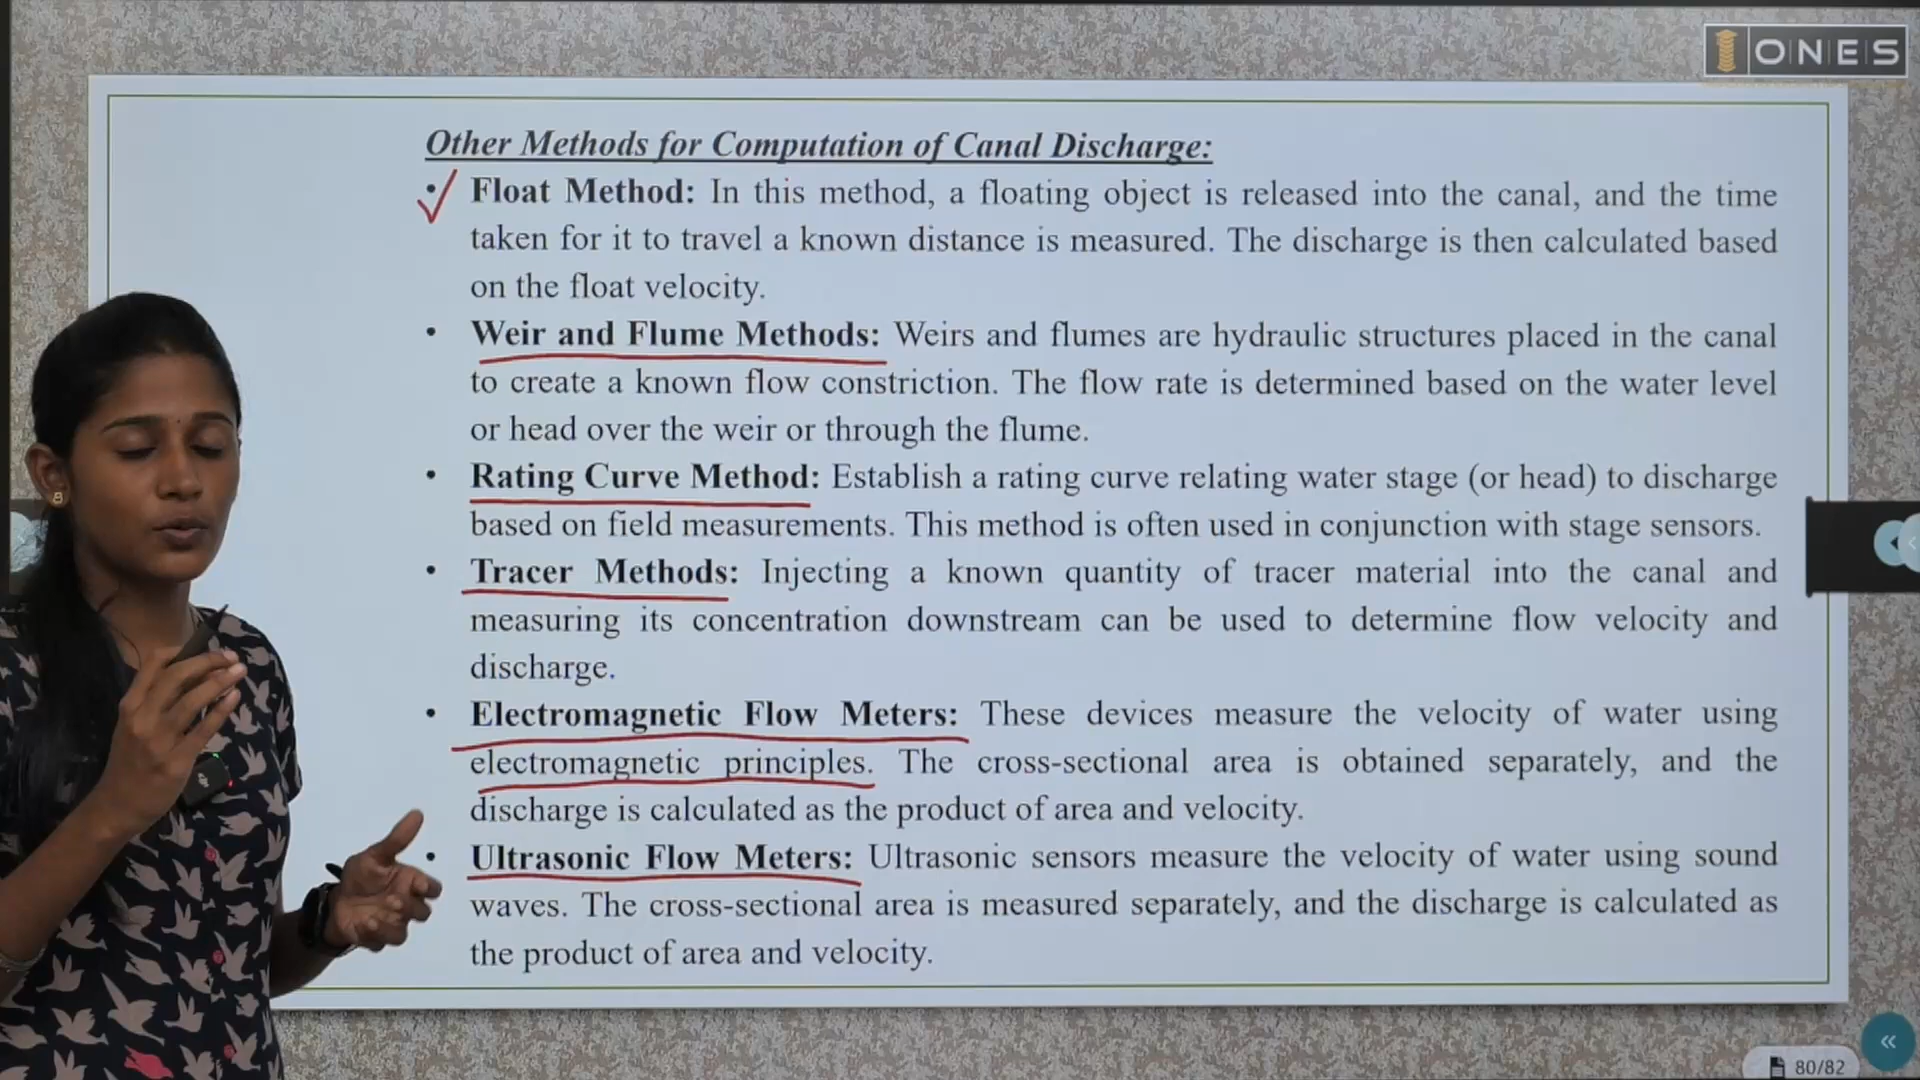 ONES
Other Methods for Computation of Canal Discharge:
• Float Method: In this method, a floating object is released into the canal, and the time
taken for it to travel a known distance is measured. The discharge is then calculated based
on the float velocity.
• Weir and Flume Methods: Weirs and flumes are hydraulic structures placed in the canal
to create a known flow constriction. The flow rate is determined based on the water level
or head over the weir or through the flume.
• Rating Curve Method: Establish a rating curve relating water stage (or head) to discharge
based on field measurements. This method is often used in conjunction with stage sensors.
• Tracer Methods: Injecting a known quantity of tracer material into the canal and
measuring its concentration downstream can be used to determine flow velocity and
discharge.
• Electromagnetic Flow Meters: These devices measure the velocity of water using
electromagnetic principles. The cross-sectional area is obtained separately, and the
discharge is calculated as the product of area and velocity.
• Ultrasonic Flow Meters: Ultrasonic sensors measure the velocity of water using sound
waves. The cross-sectional area is measured separately, and the discharge is calculated as
the product of area and velocity.
80/82